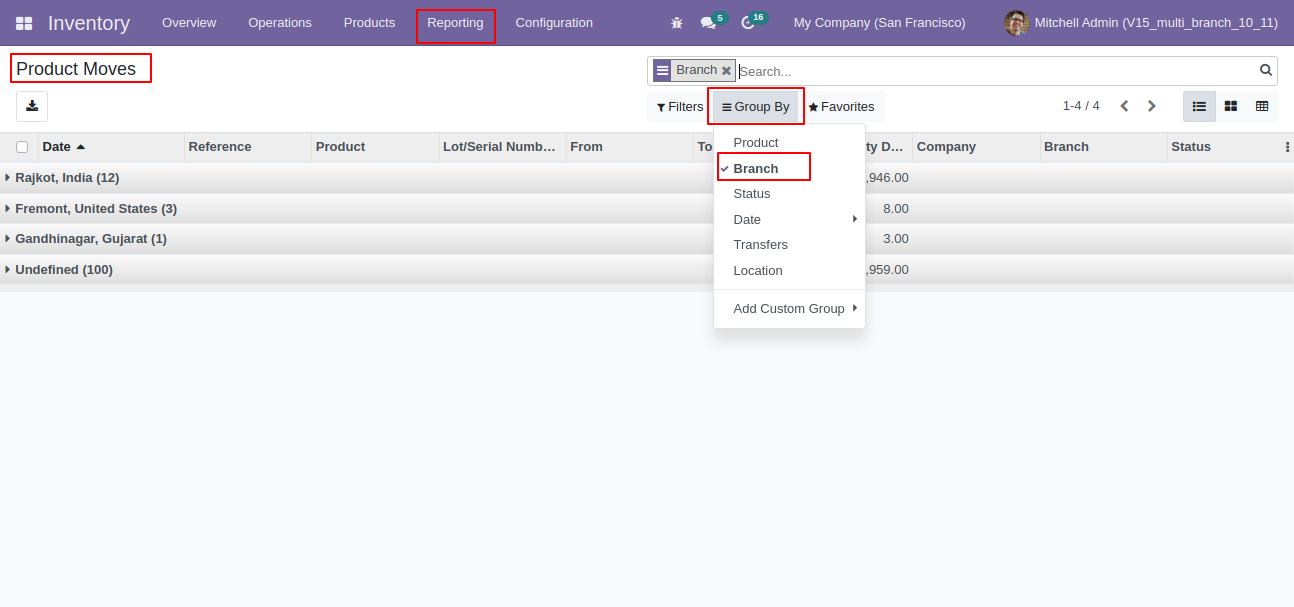 Inventory Overview Operations Products Reporting Configuration 5 16 My Company (San Francisco) Mitchell Admin (V15_multi_branch_10_11)
Product Moves
Branch Search...
Filters Group By Favorites 1-4 / 4
Date Reference Product Lot/Serial Numb... From To ty D... Company Branch Status
Product
Branch
Status
Date
Transfers
Location
Add Custom Group
Rajkot, India (12) ,946.00
Fremont, United States (3) 8.00
Gandhinagar, Gujarat (1) 3.00
Undefined (100) ,959.00